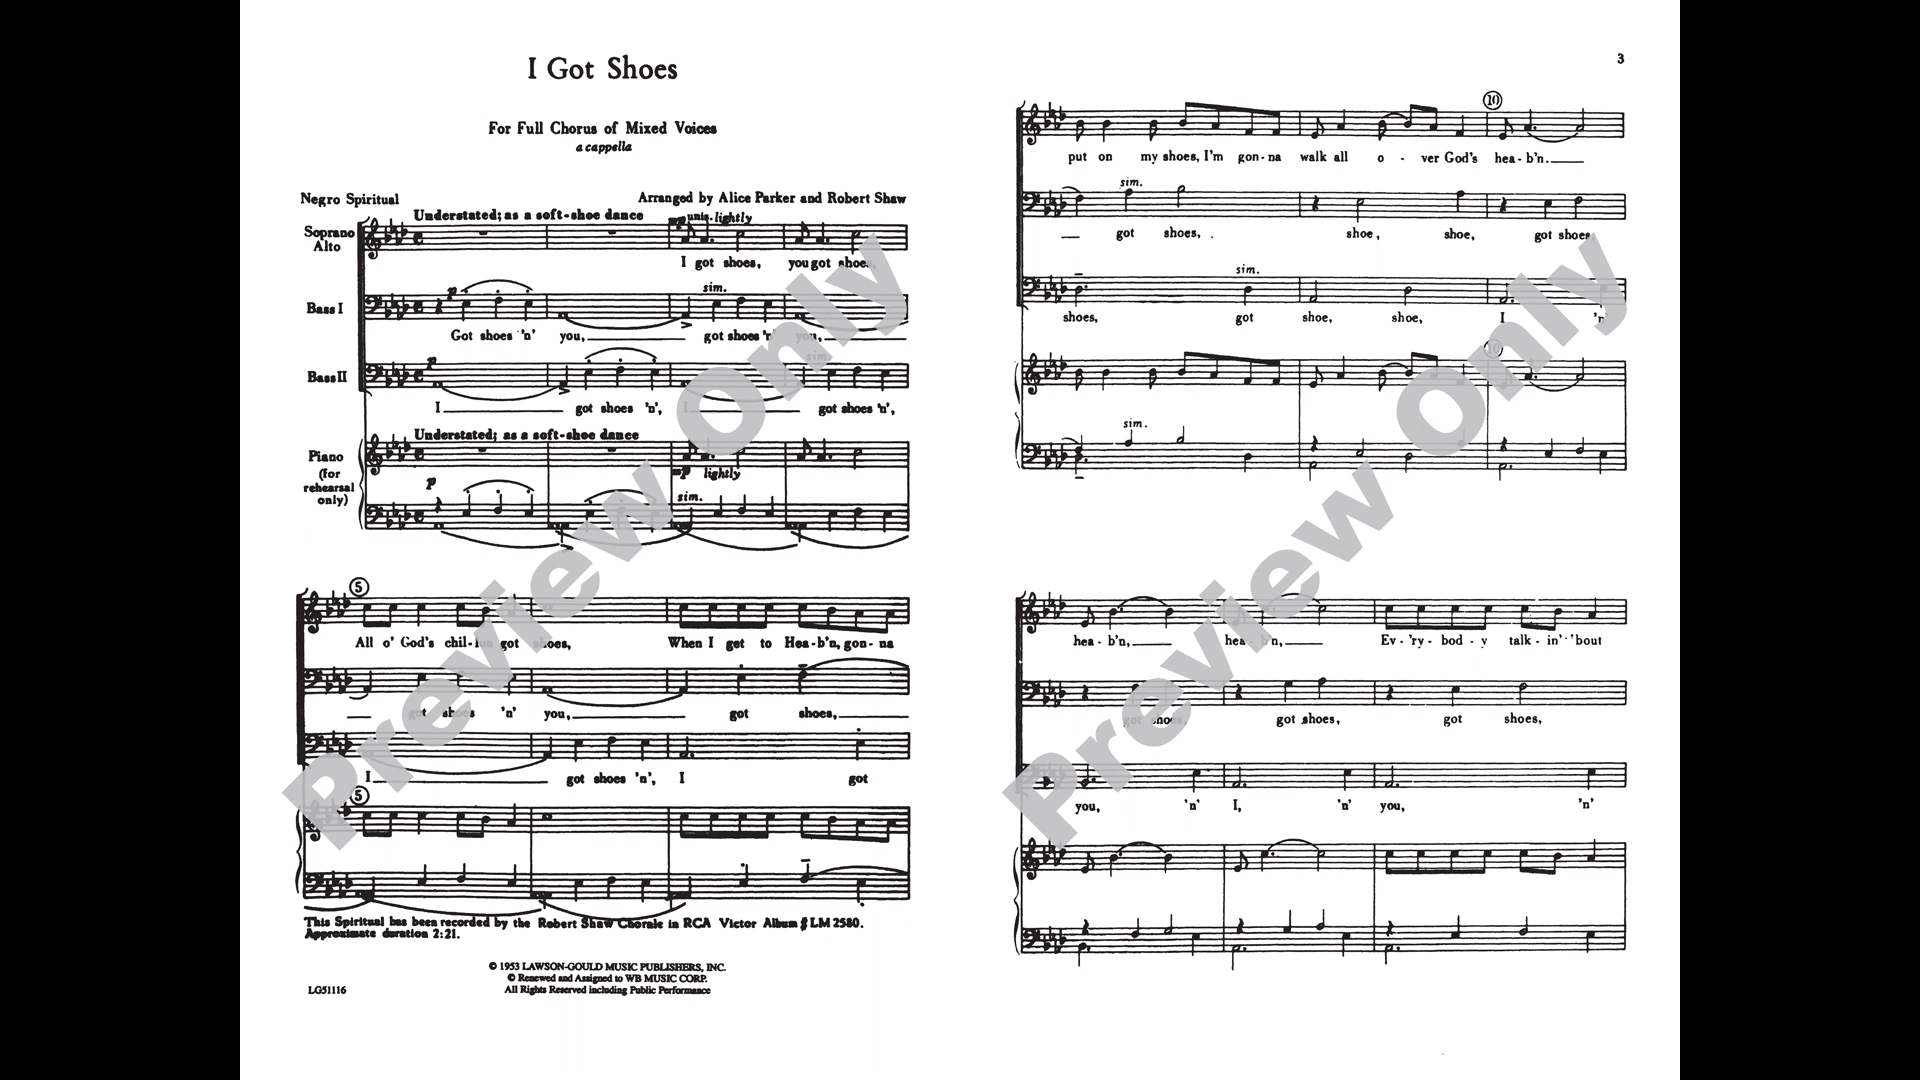 I Got Shoes
For Full Chorus of Mixed Voices
a cappella
Negro Spiritual
Arranged by Alice Parker and Robert Shaw
Understated; as a soft-shoe dance
mp unis. lightly
Soprano
Alto
I got shoes, you got shoes,
p
sim.
Bass I
Got shoes 'n' you, got shoes 'n' you,
p
sim.
Bass II
I got shoes 'n', I got shoes 'n',
Understated; as a soft-shoe dance
Piano
(for
rehearsal
only)
mp lightly
p
sim.
5
All o' God's chil-lun got shoes, When I get to Hea-b'n, gon-na
got shoes 'n' you, got shoes,
I got shoes 'n', I got
5
This Spiritual has been recorded by the Robert Shaw Chorale in RCA Victor Album # LM 2580.
Approximate duration 2:21.
© 1953 LAWSON-GOULD MUSIC PUBLISHERS, INC.
© Renewed and Assigned to WB MUSIC CORP.
All Rights Reserved including Public Performance
LG51116
Preview Only
3
10
put on my shoes, I'm gon-na walk all o - ver God's hea-b'n.
sim.
got shoes, shoe, shoe, got shoes
sim.
shoes, got shoe, shoe, I 'n'
10
sim.
hea-b'n, hea-b'n, Ev-'ry-bod-y talk-in' 'bout
got shoes, got shoes, got shoes,
you, 'n' I, 'n' you, 'n'
Preview Only